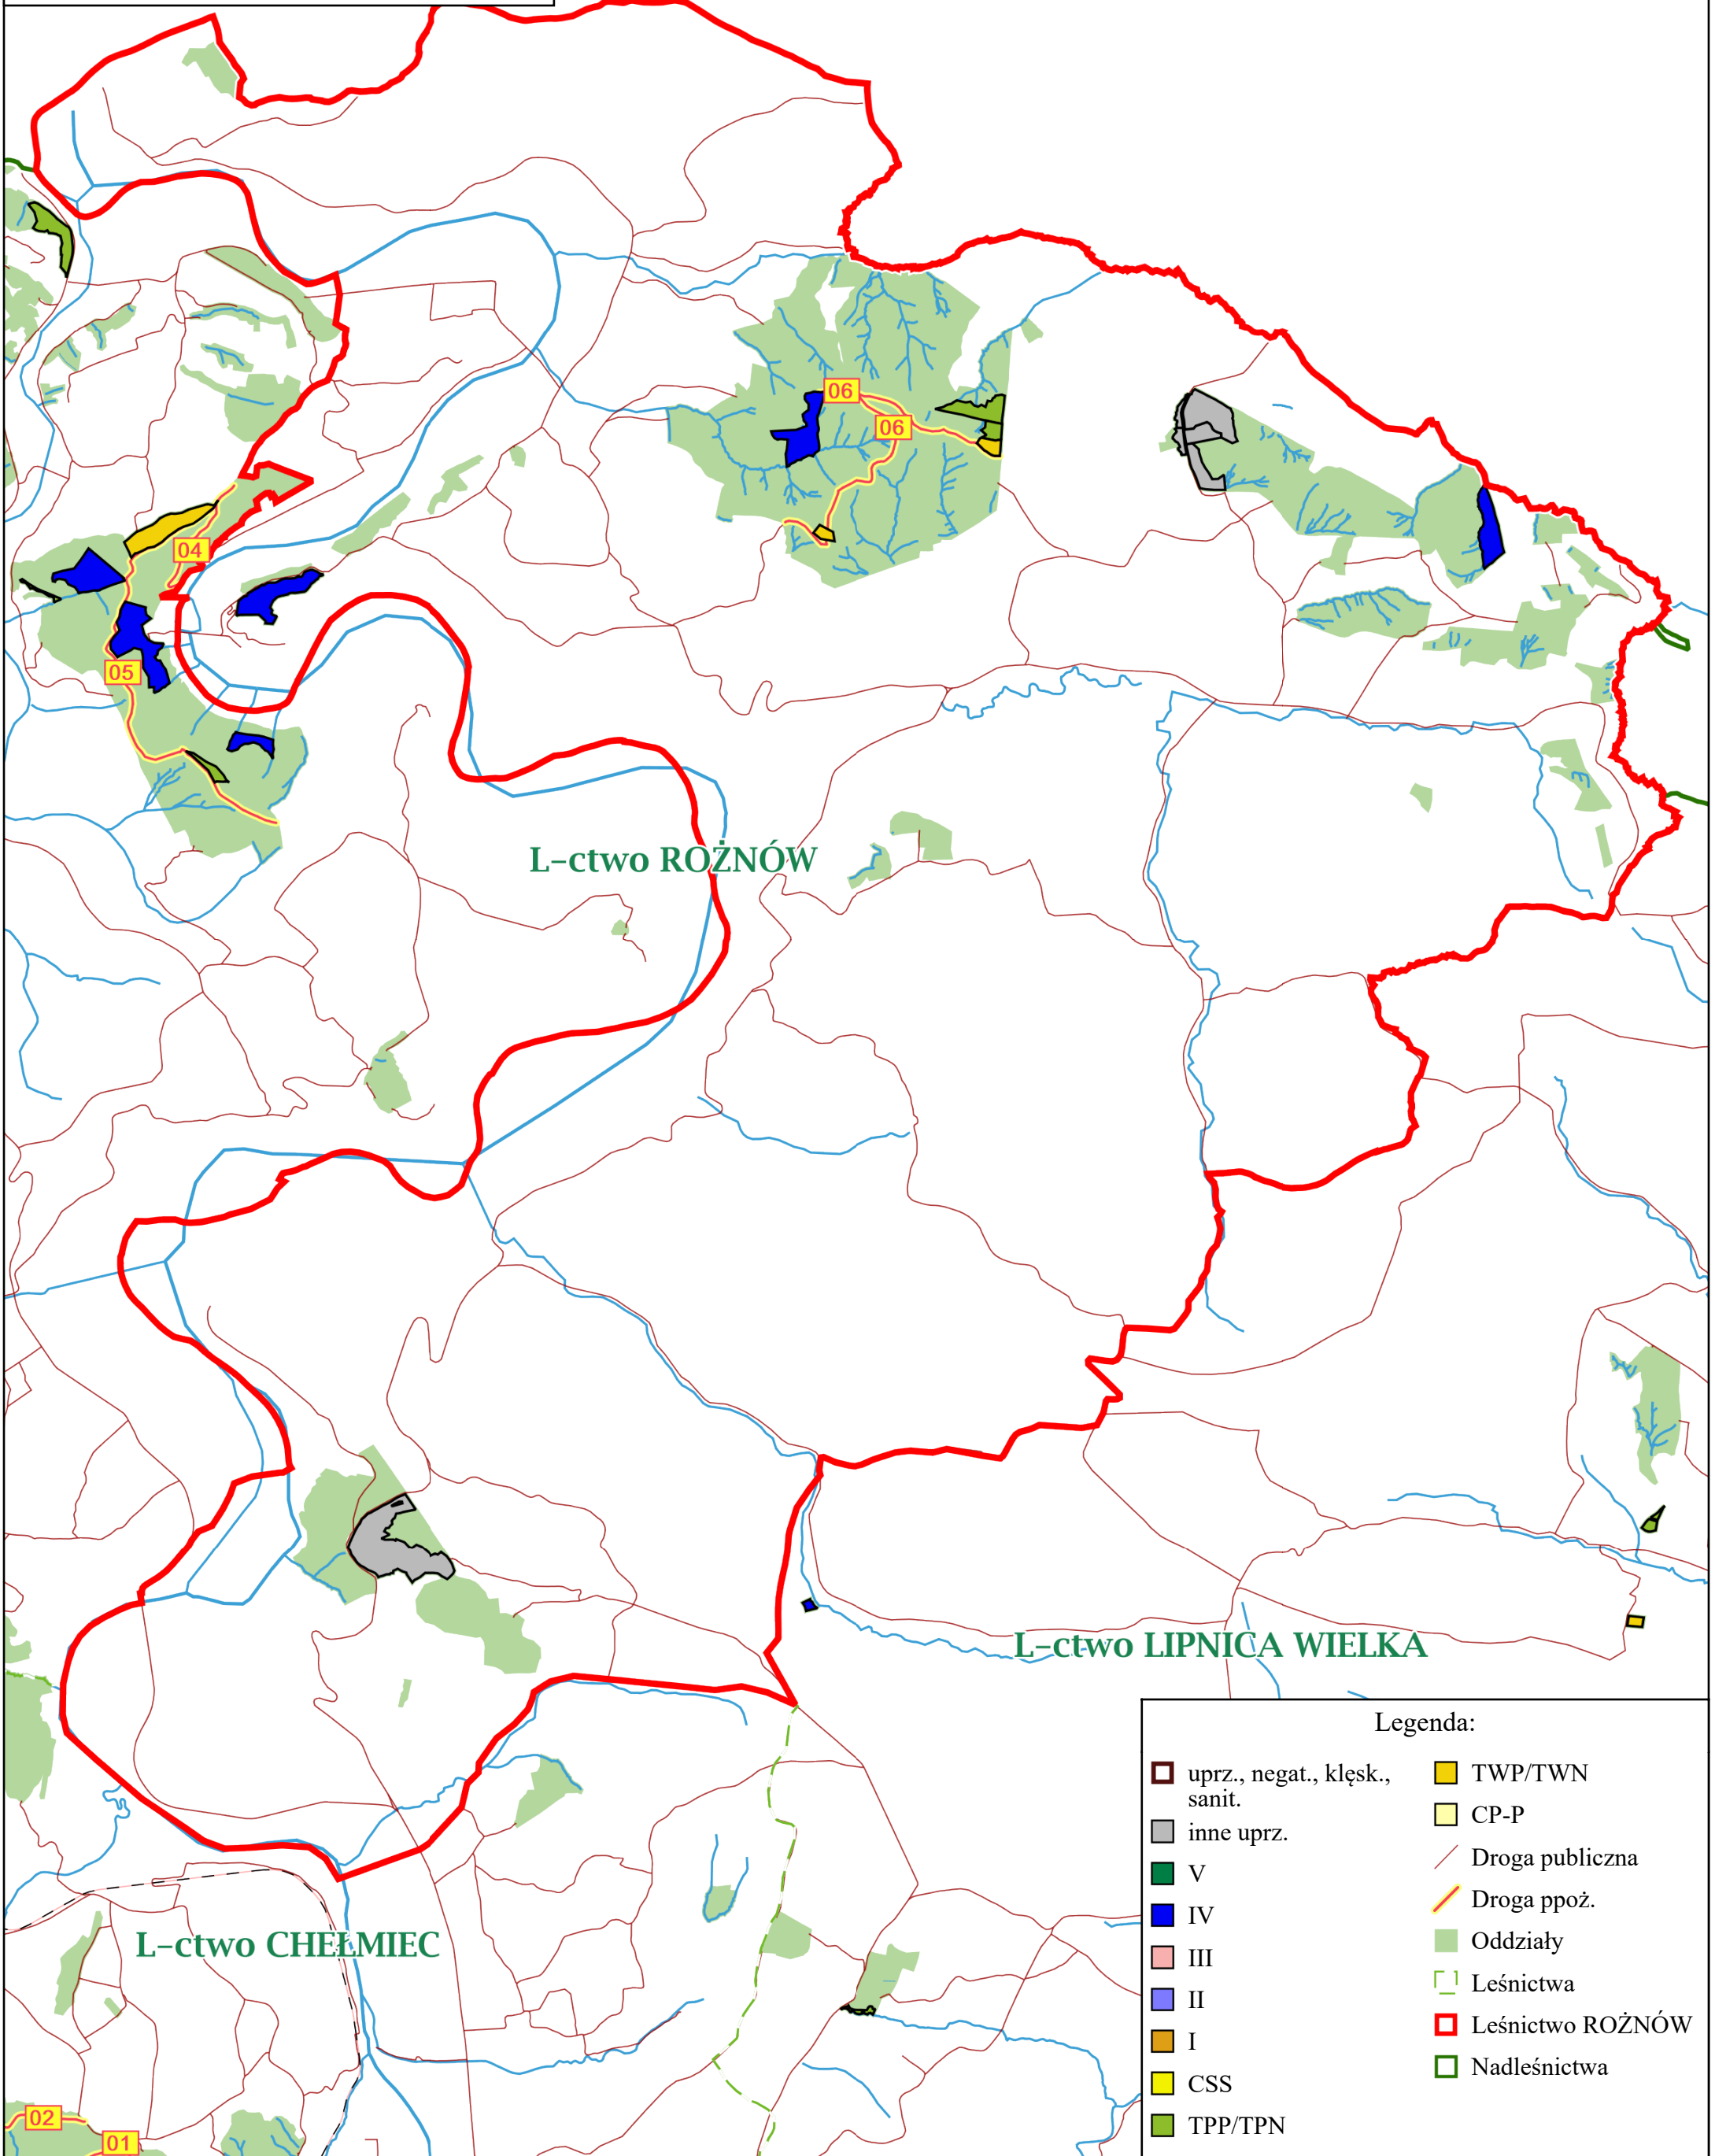 06
06
04
05
L-ctwo ROŻNÓW
L-ctwo LIPNICA WIELKA
L-ctwo CHEŁMIEC
02
01
Legenda:
uprz., negat., klęsk.,
sanit.
inne uprz.
V
IV
III
II
I
CSS
TPP/TPN
TWP/TWN
CP-P
Droga publiczna
Droga ppoż.
Oddziały
Leśnictwa
Leśnictwo ROŻNÓW
Nadleśnictwa